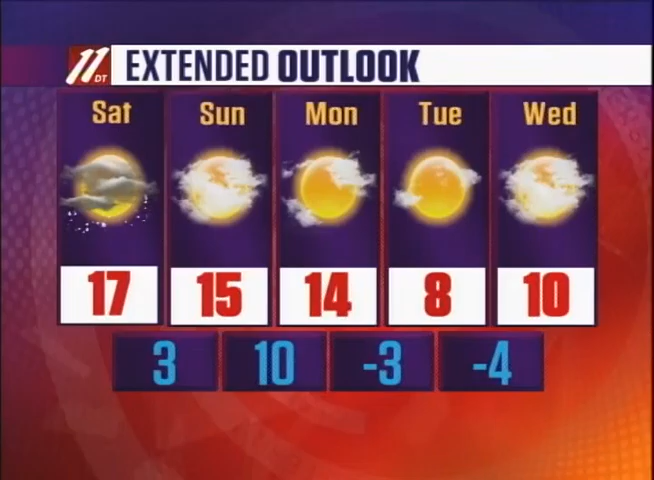 11 DT EXTENDED OUTLOOK
Sat Sun Mon Tue Wed
17 15 14 8 10
3 10 -3 -4